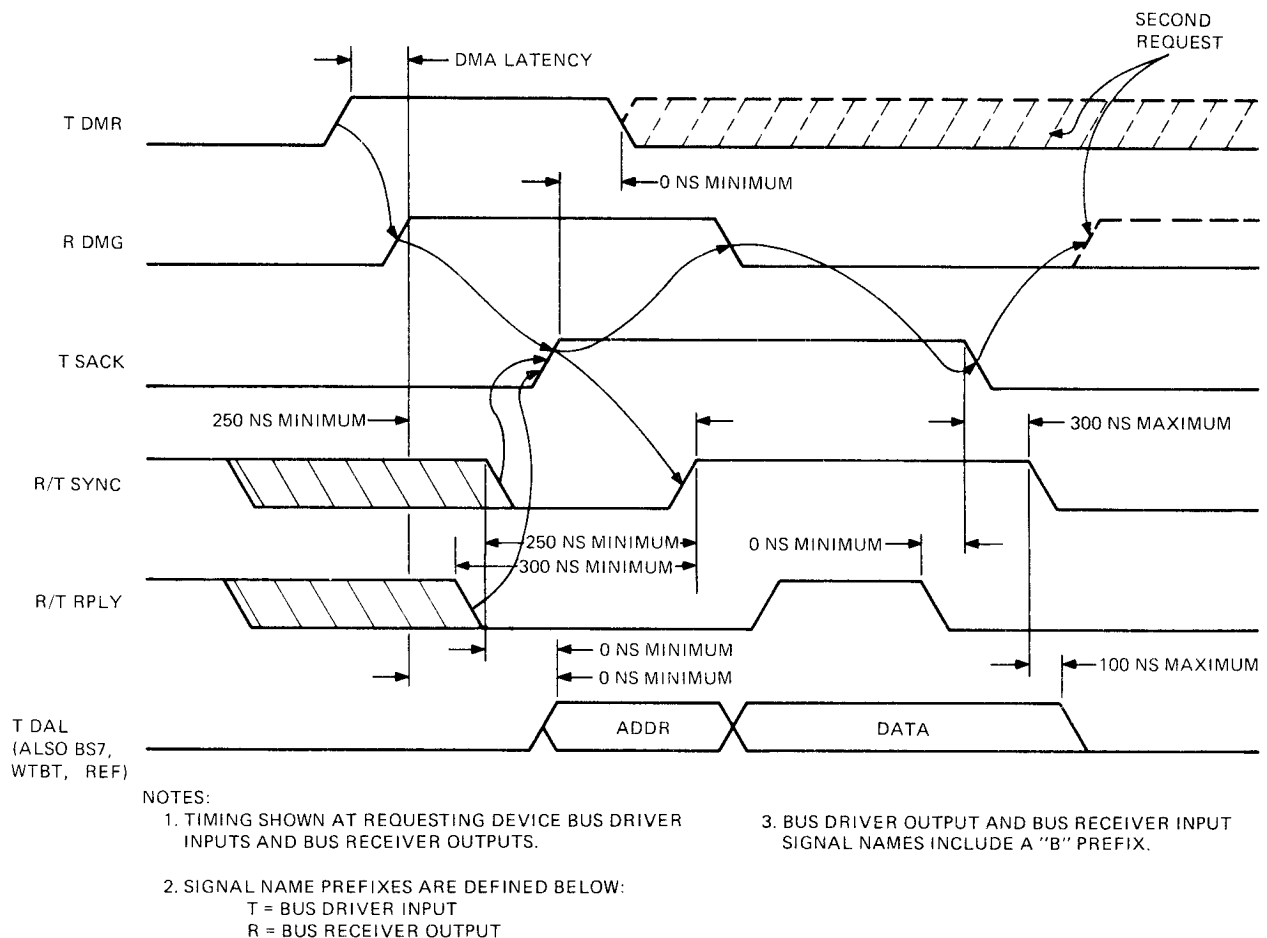 SECOND
REQUEST
DMA LATENCY
T DMR
0 NS MINIMUM
R DMG
T SACK
250 NS MINIMUM
300 NS MAXIMUM
R/T SYNC
250 NS MINIMUM
0 NS MINIMUM
300 NS MINIMUM
R/T RPLY
0 NS MINIMUM
100 NS MAXIMUM
0 NS MINIMUM
T DAL
(ALSO BS7,
WTBT, REF)
ADDR
DATA
NOTES:
1. TIMING SHOWN AT REQUESTING DEVICE BUS DRIVER
INPUTS AND BUS RECEIVER OUTPUTS.
2. SIGNAL NAME PREFIXES ARE DEFINED BELOW:
T = BUS DRIVER INPUT
R = BUS RECEIVER OUTPUT
3. BUS DRIVER OUTPUT AND BUS RECEIVER INPUT
SIGNAL NAMES INCLUDE A "B" PREFIX.